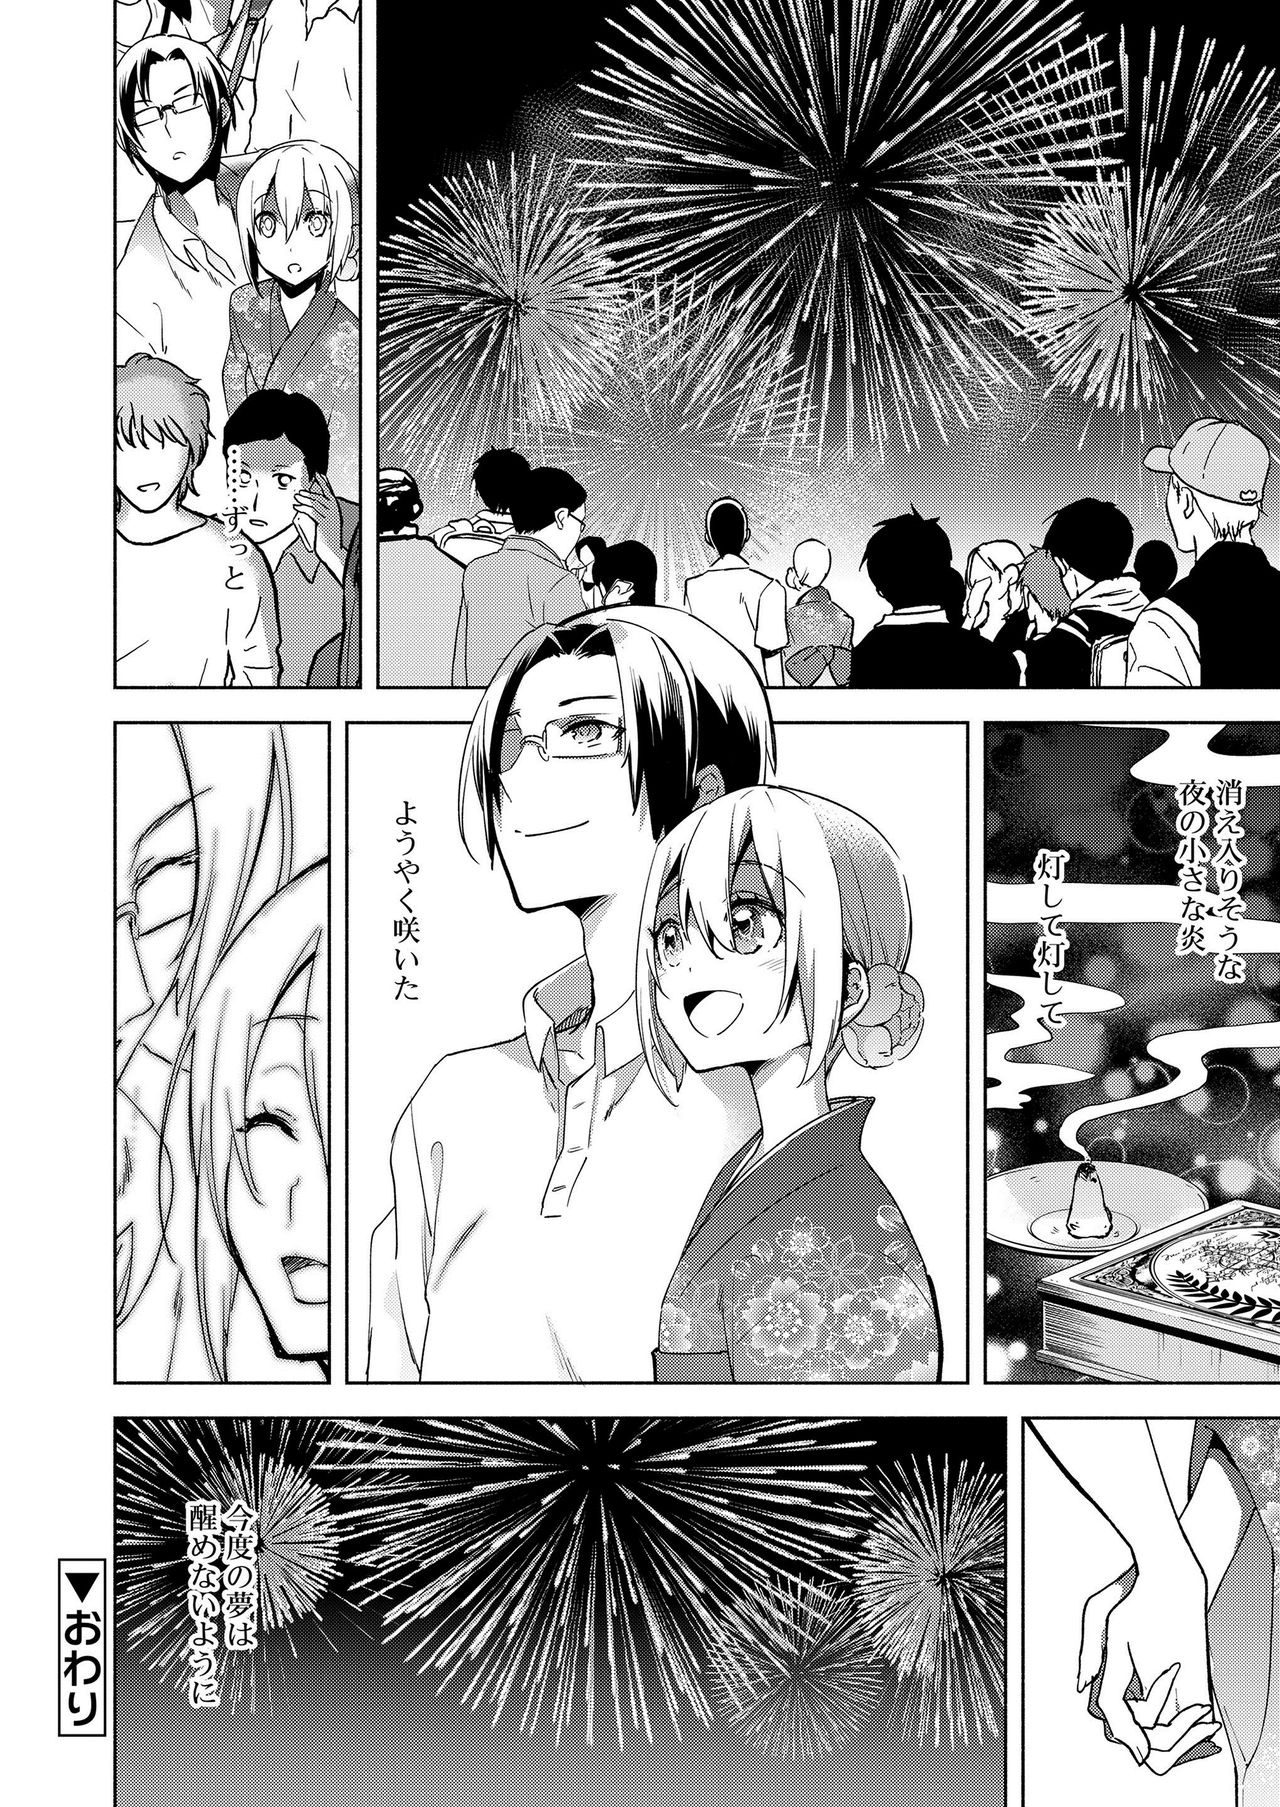 ……ずっと
消え入りそうな
夜の小さな炎
灯して灯して
ようやく咲いた
今度の夢は
醒めないように
▼おわり